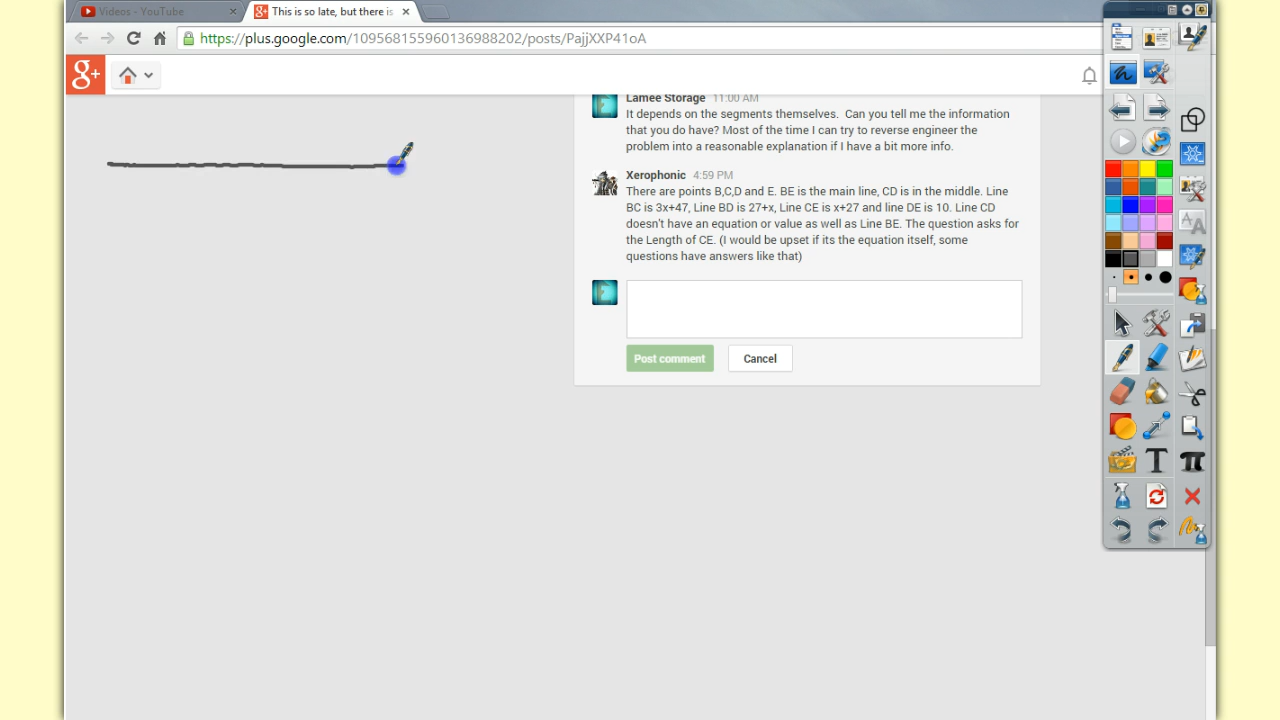 Videos - YouTube
This is so late, but there is
https://plus.google.com/
g+
Lamee Storage 11:00 AM
It depends on the segments themselves. Can you tell me the information
that you do have? Most of the time I can try to reverse engineer the
problem into a reasonable explanation if I have a bit more info.
Xerophonic 4:59 PM
There are points B,C,D and E. BE is the main line, CD is in the middle. Line
BC is 3x+47, Line BD is 27+x, Line CE is x+27 and line DE is 10. Line CD
doesn't have an equation or value as well as Line BE. The question asks for
the Length of CE. (I would be upset if its the equation itself, some
questions have answers like that)
Post comment Cancel